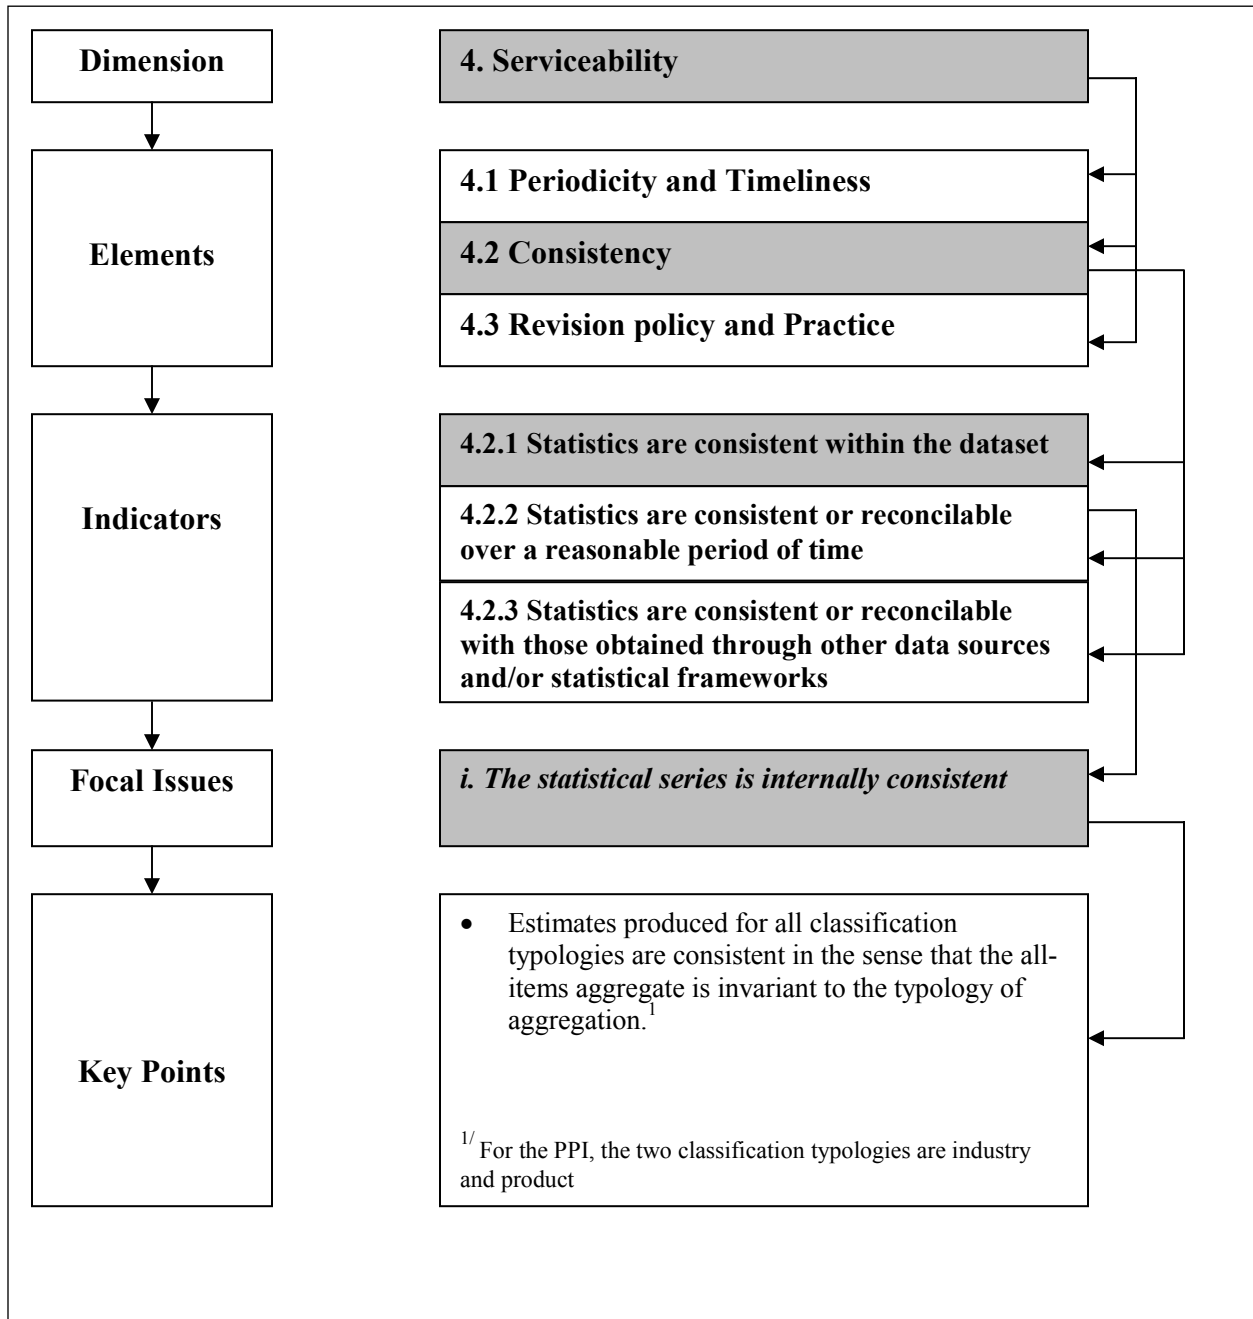 Dimension
4. Serviceability
Elements
4.1 Periodicity and Timeliness
4.2 Consistency
4.3 Revision policy and Practice
Indicators
4.2.1 Statistics are consistent within the dataset
4.2.2 Statistics are consistent or reconcilable
over a reasonable period of time
4.2.3 Statistics are consistent or reconcilable
with those obtained through other data sources
and/or statistical frameworks
Focal Issues
i. The statistical series is internally consistent
Key Points
• Estimates produced for all classification
typologies are consistent in the sense that the all-
items aggregate is invariant to the typology of
aggregation.1
1/ For the PPI, the two classification typologies are industry
and product